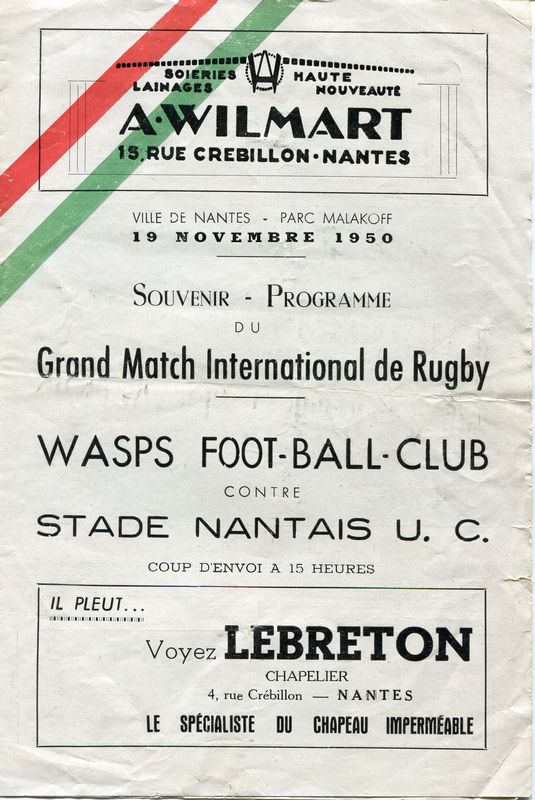 SOIERIES HAUTE
LAINAGES NOUVEAUTÉ
A·WILMART
15, RUE CREBILLON·NANTES
VILLE DE NANTES - PARC MALAKOFF
19 NOVEMBRE 1950
SOUVENIR - PROGRAMME
DU
Grand Match International de Rugby
WASPS FOOT-BALL-CLUB
CONTRE
STADE NANTAIS U. C.
COUP D'ENVOI A 15 HEURES
IL PLEUT...
Voyez LEBRETON
CHAPELIER
4, rue Crébillon — NANTES
LE SPÉCIALISTE DU CHAPEAU IMPERMÉABLE